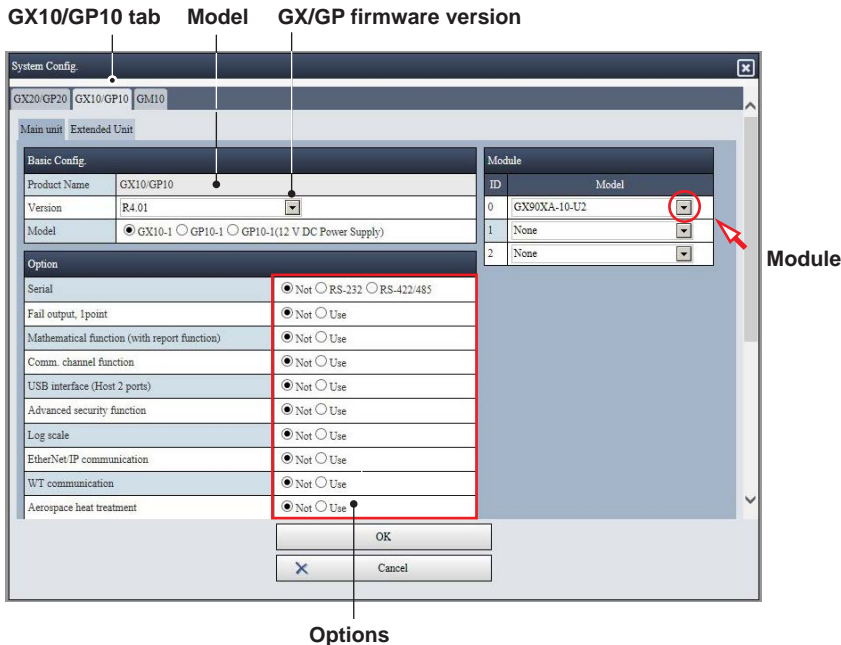 GX10/GP10 tab Model GX/GP firmware version
System Config.
GX20/GP20 GX10/GP10 GM10
Main unit Extended Unit
Basic Config.
Product Name GX10/GP10
Version R4.01
Model GX10-1 GP10-1 GP10-1(12 V DC Power Supply)
Module
ID Model
0 GX90XA-10-U2
1 None
2 None
Module
Option
Serial Not RS-232 RS-422/485
Fail output, 1point Not Use
Mathematical function (with report function) Not Use
Comm. channel function Not Use
USB interface (Host 2 ports) Not Use
Advanced security function Not Use
Log scale Not Use
EtherNet/IP communication Not Use
WT communication Not Use
Aerospace heat treatment Not Use
OK
Cancel
Options